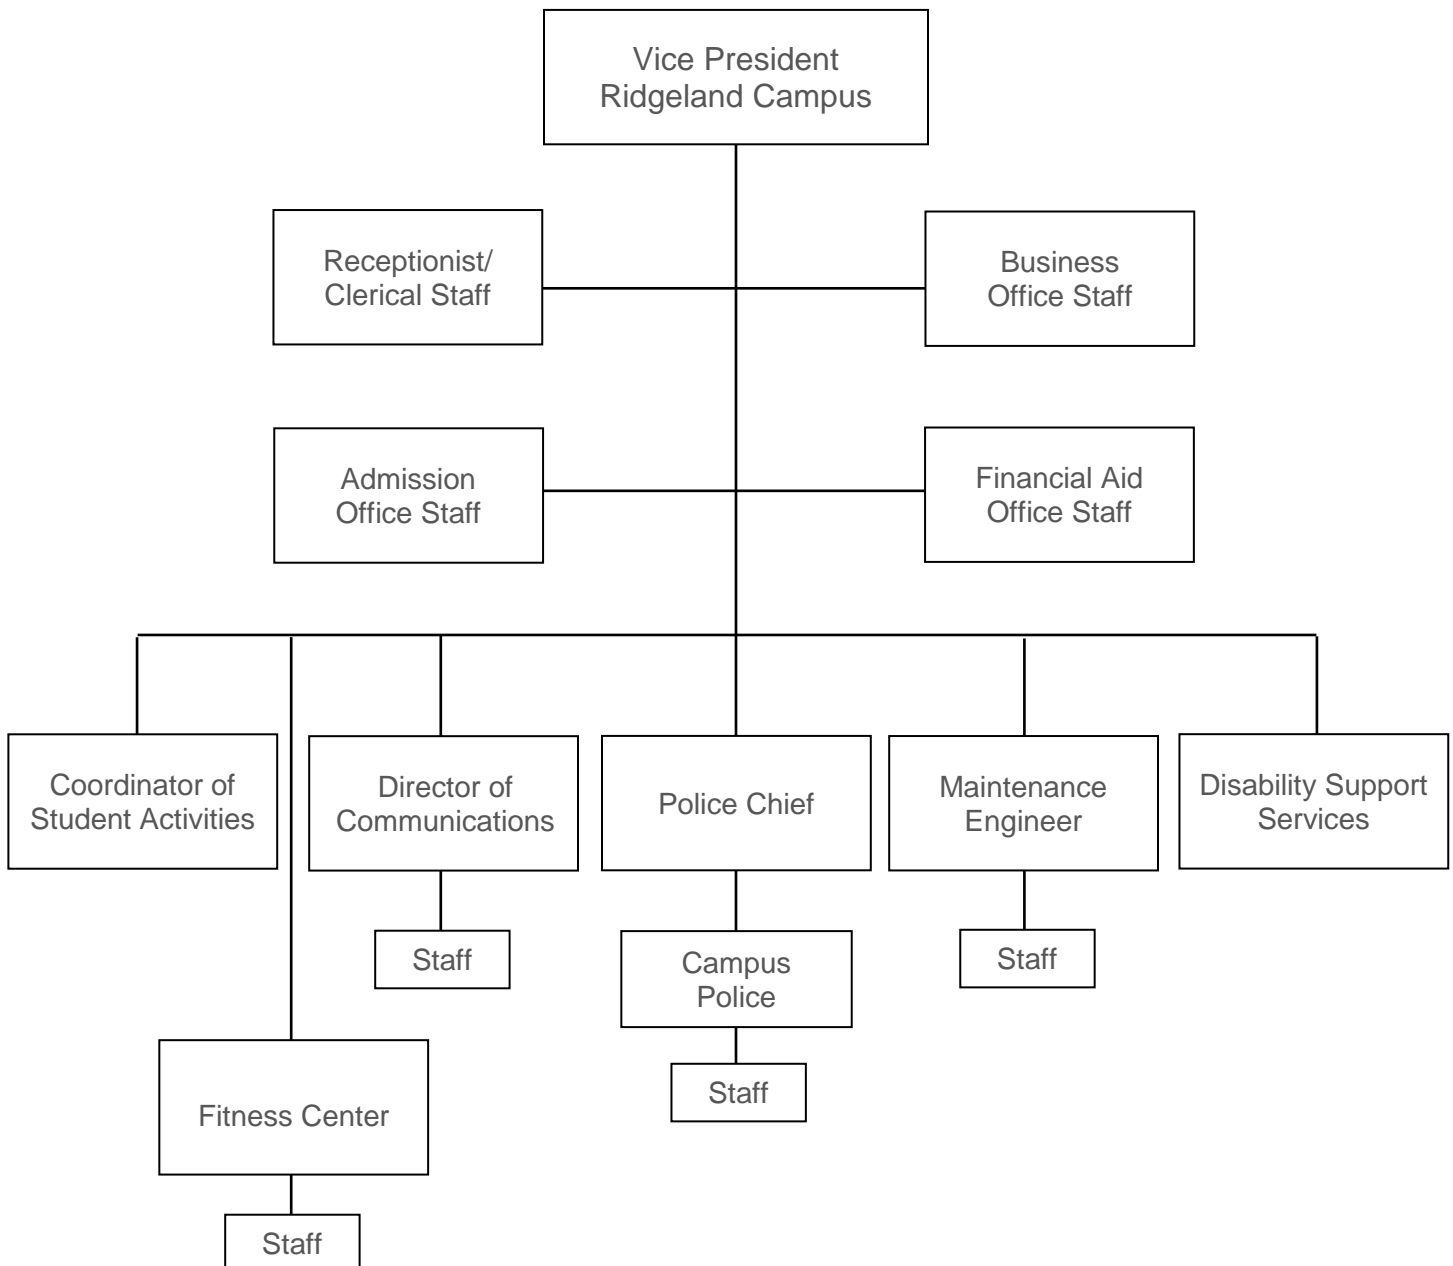 Vice President
Ridgeland Campus
Receptionist/
Clerical Staff
Business
Office Staff
Admission
Office Staff
Financial Aid
Office Staff
Coordinator of
Student Activities
Director of
Communications
Police Chief
Maintenance
Engineer
Disability Support
Services
Staff
Campus
Police
Staff
Staff
Fitness Center
Staff